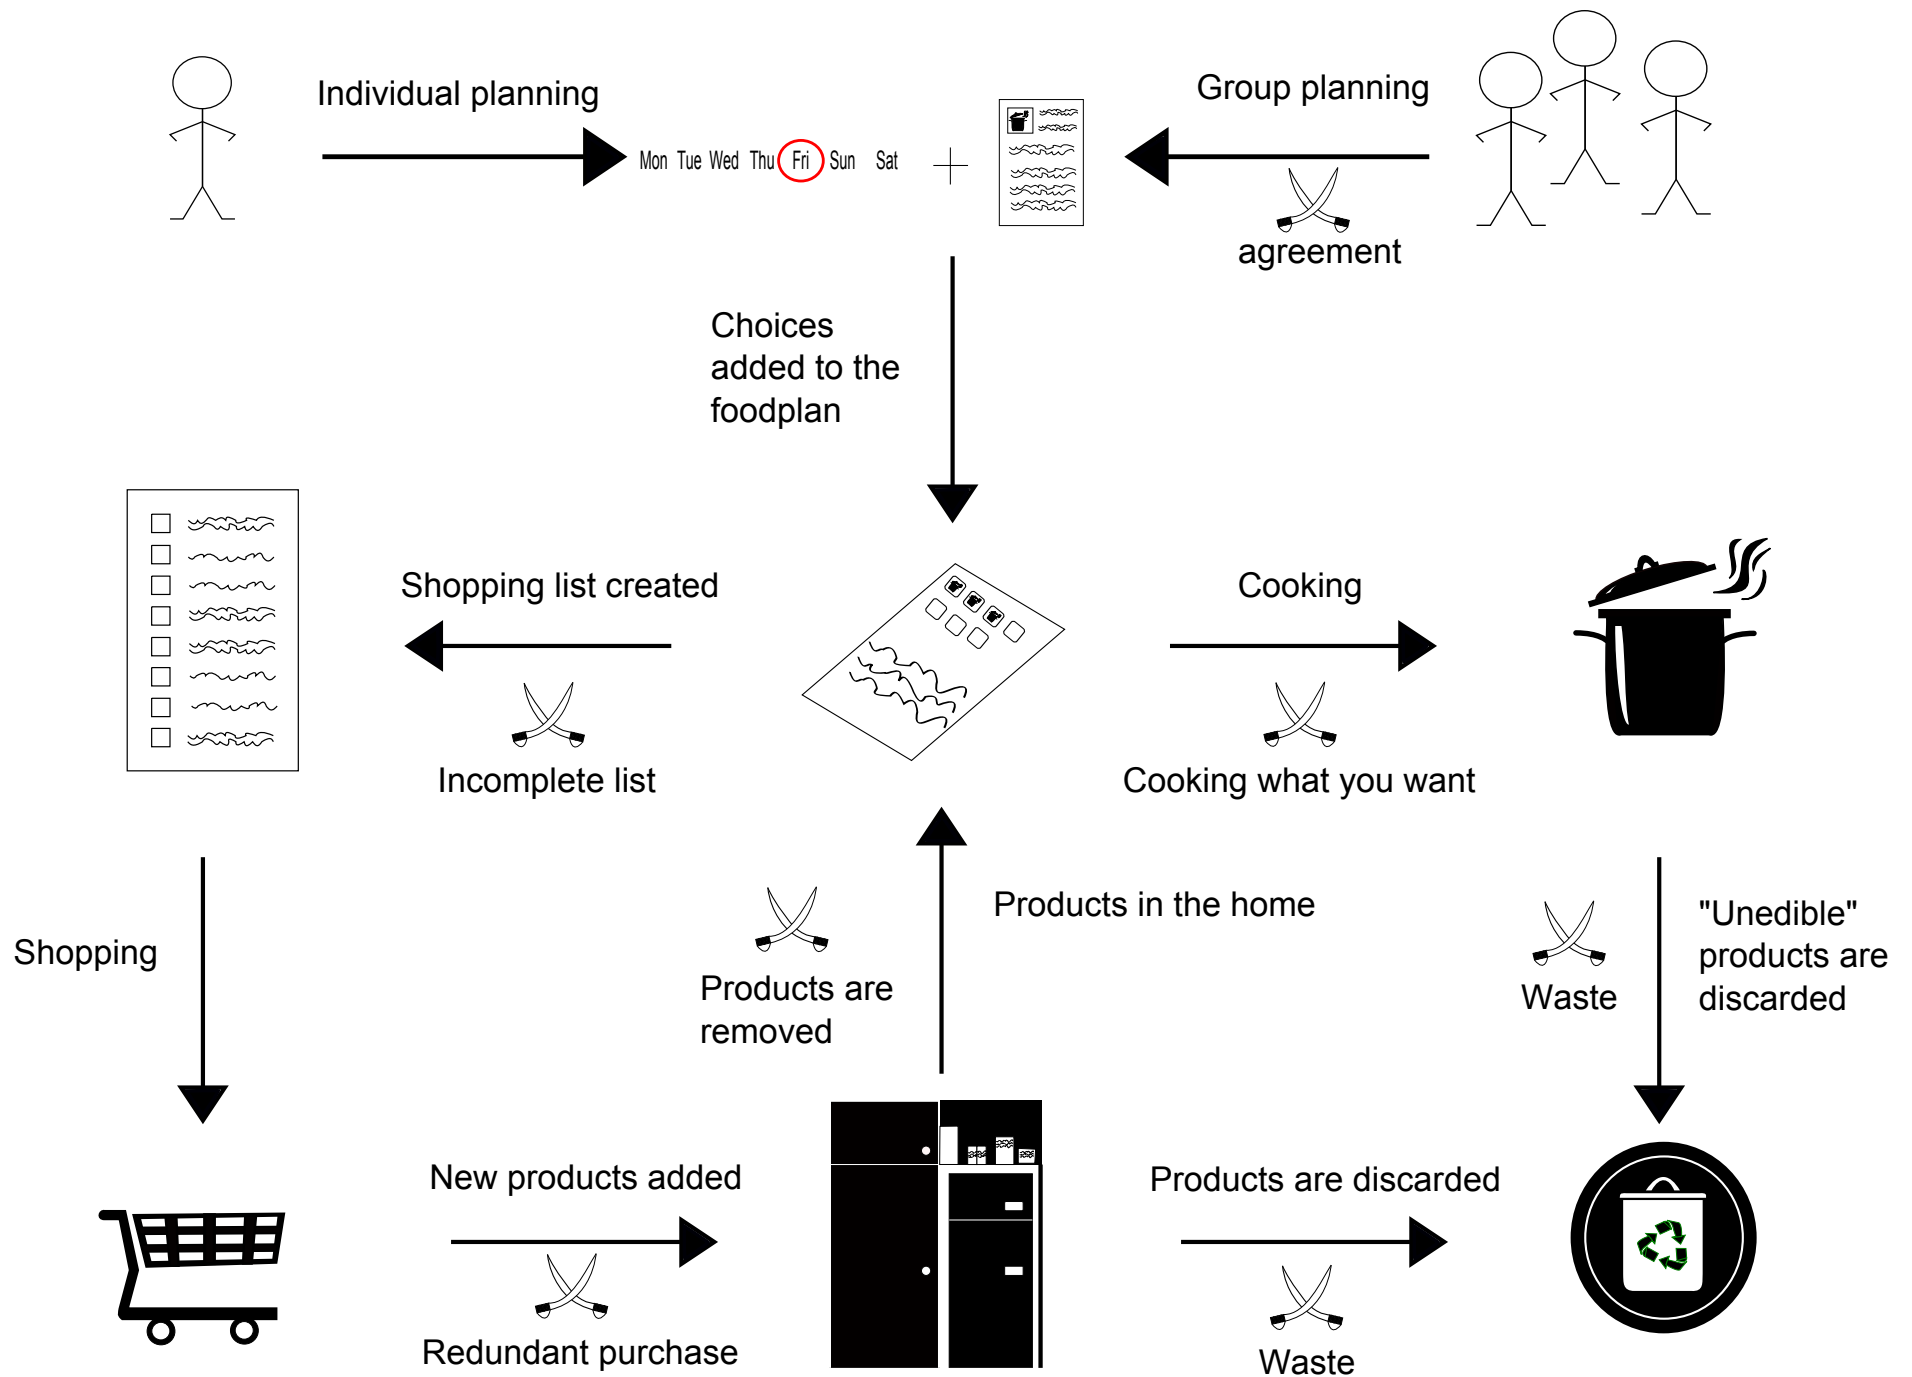 Individual planning
Group planning
Mon Tue Wed Thu Fri Sun Sat
agreement
Choices
added to the
foodplan
Shopping list created
Cooking
Incomplete list
Cooking what you want
Shopping
Products are
removed
Products in the home
Waste
"Unedible"
products are
discarded
New products added
Products are discarded
Redundant purchase
Waste